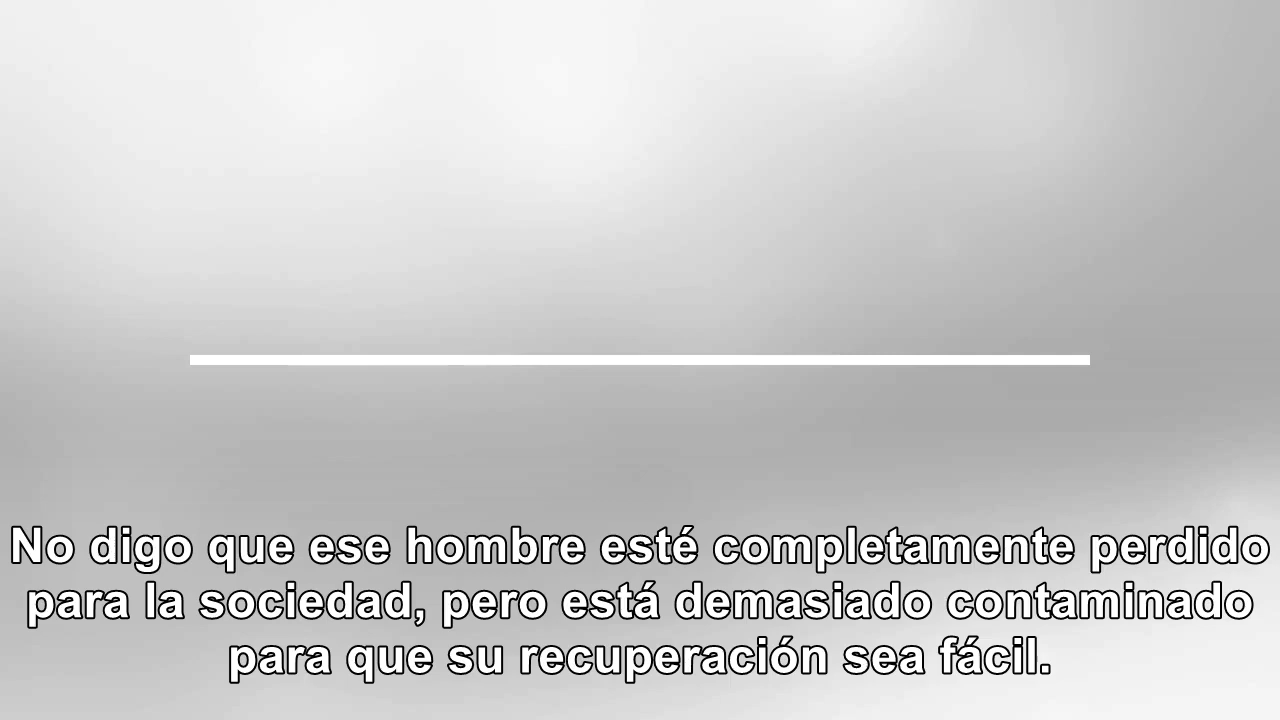 No digo que ese hombre esté completamente perdido
para la sociedad, pero está demasiado contaminado
para que su recuperación sea fácil.